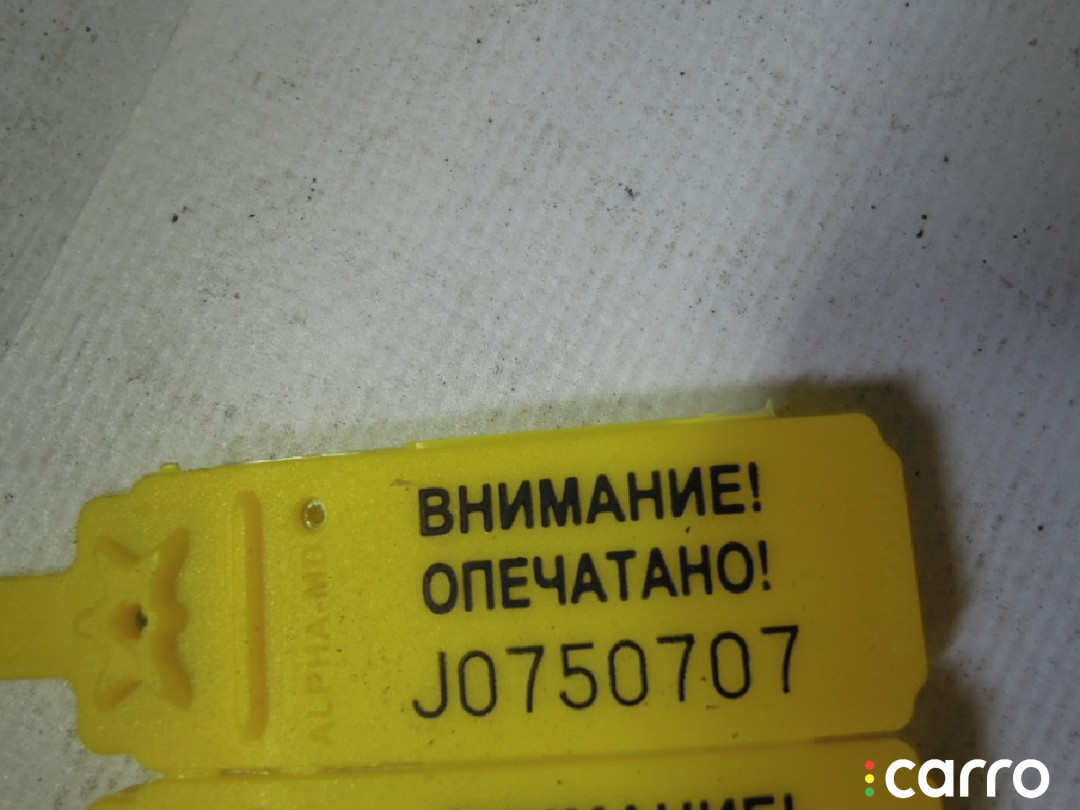 ВНИМАНИЕ!
ОПЕЧАТАНО!
J0750707
ALPHA-MD
carro